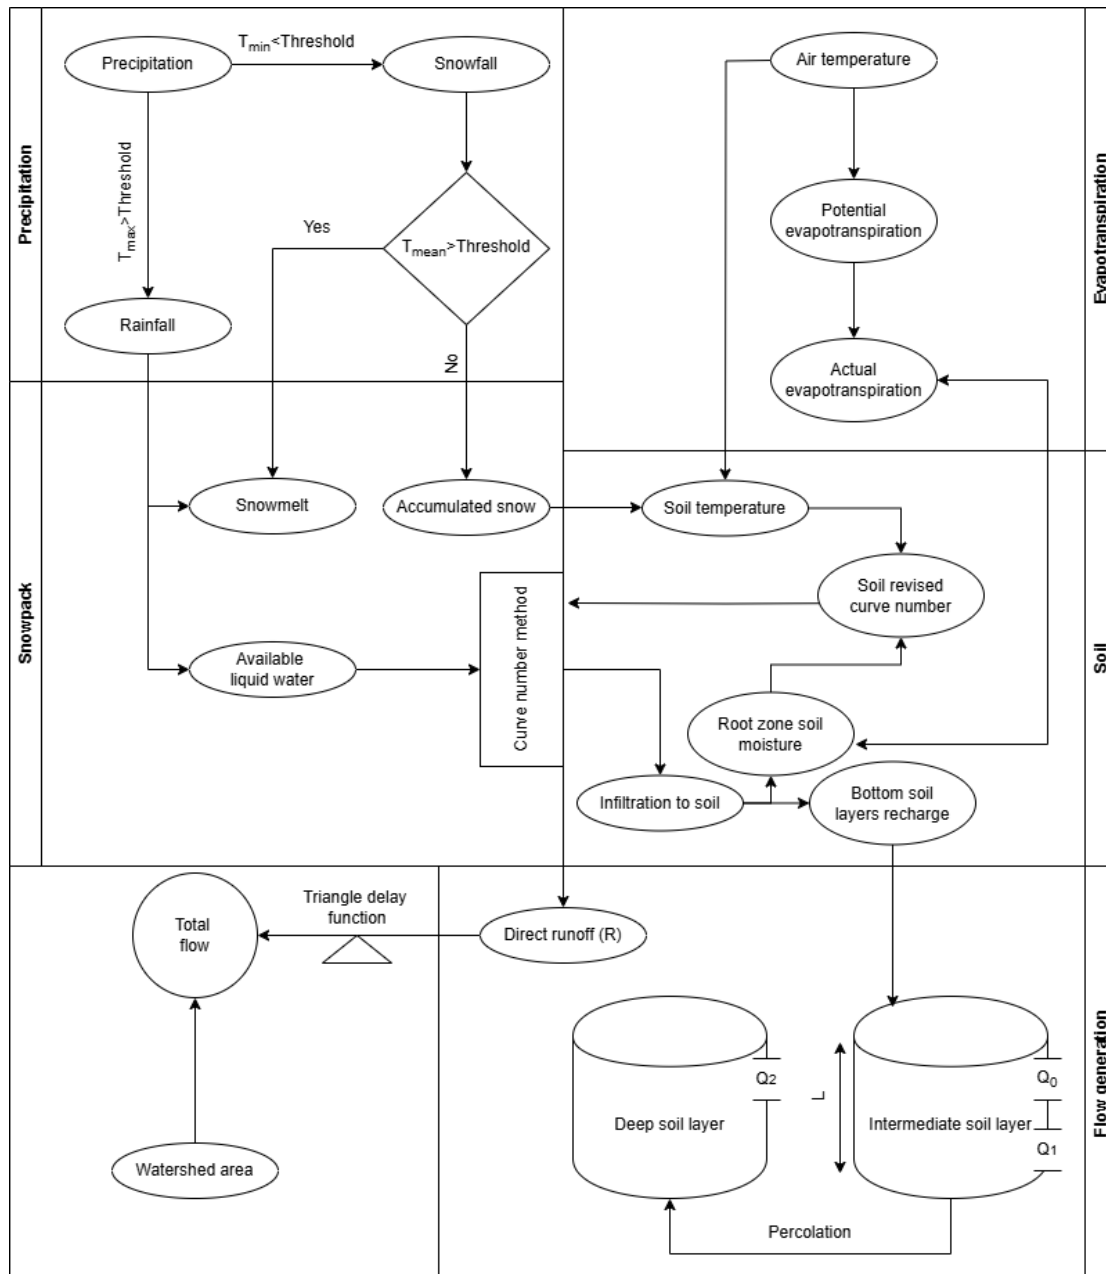 Precipitation
T_min<Threshold
Snowfall
Air temperature
Precipitation
T_max>Threshold
Yes
T_mean>Threshold
Potential
evapotranspiration
Evapotranspiration
Rainfall
No
Actual
evapotranspiration
Snowmelt
Accumulated snow
Soil temperature
Snowpack
Soil revised
curve number
Soil
Available
liquid water
Curve number method
Root zone soil
moisture
Infiltration to soil
Bottom soil
layers recharge
Total
flow
Triangle delay
function
Direct runoff (R)
Flow generation
Q2
L
Q0
Deep soil layer
Intermediate soil layer
Q1
Watershed area
Percolation